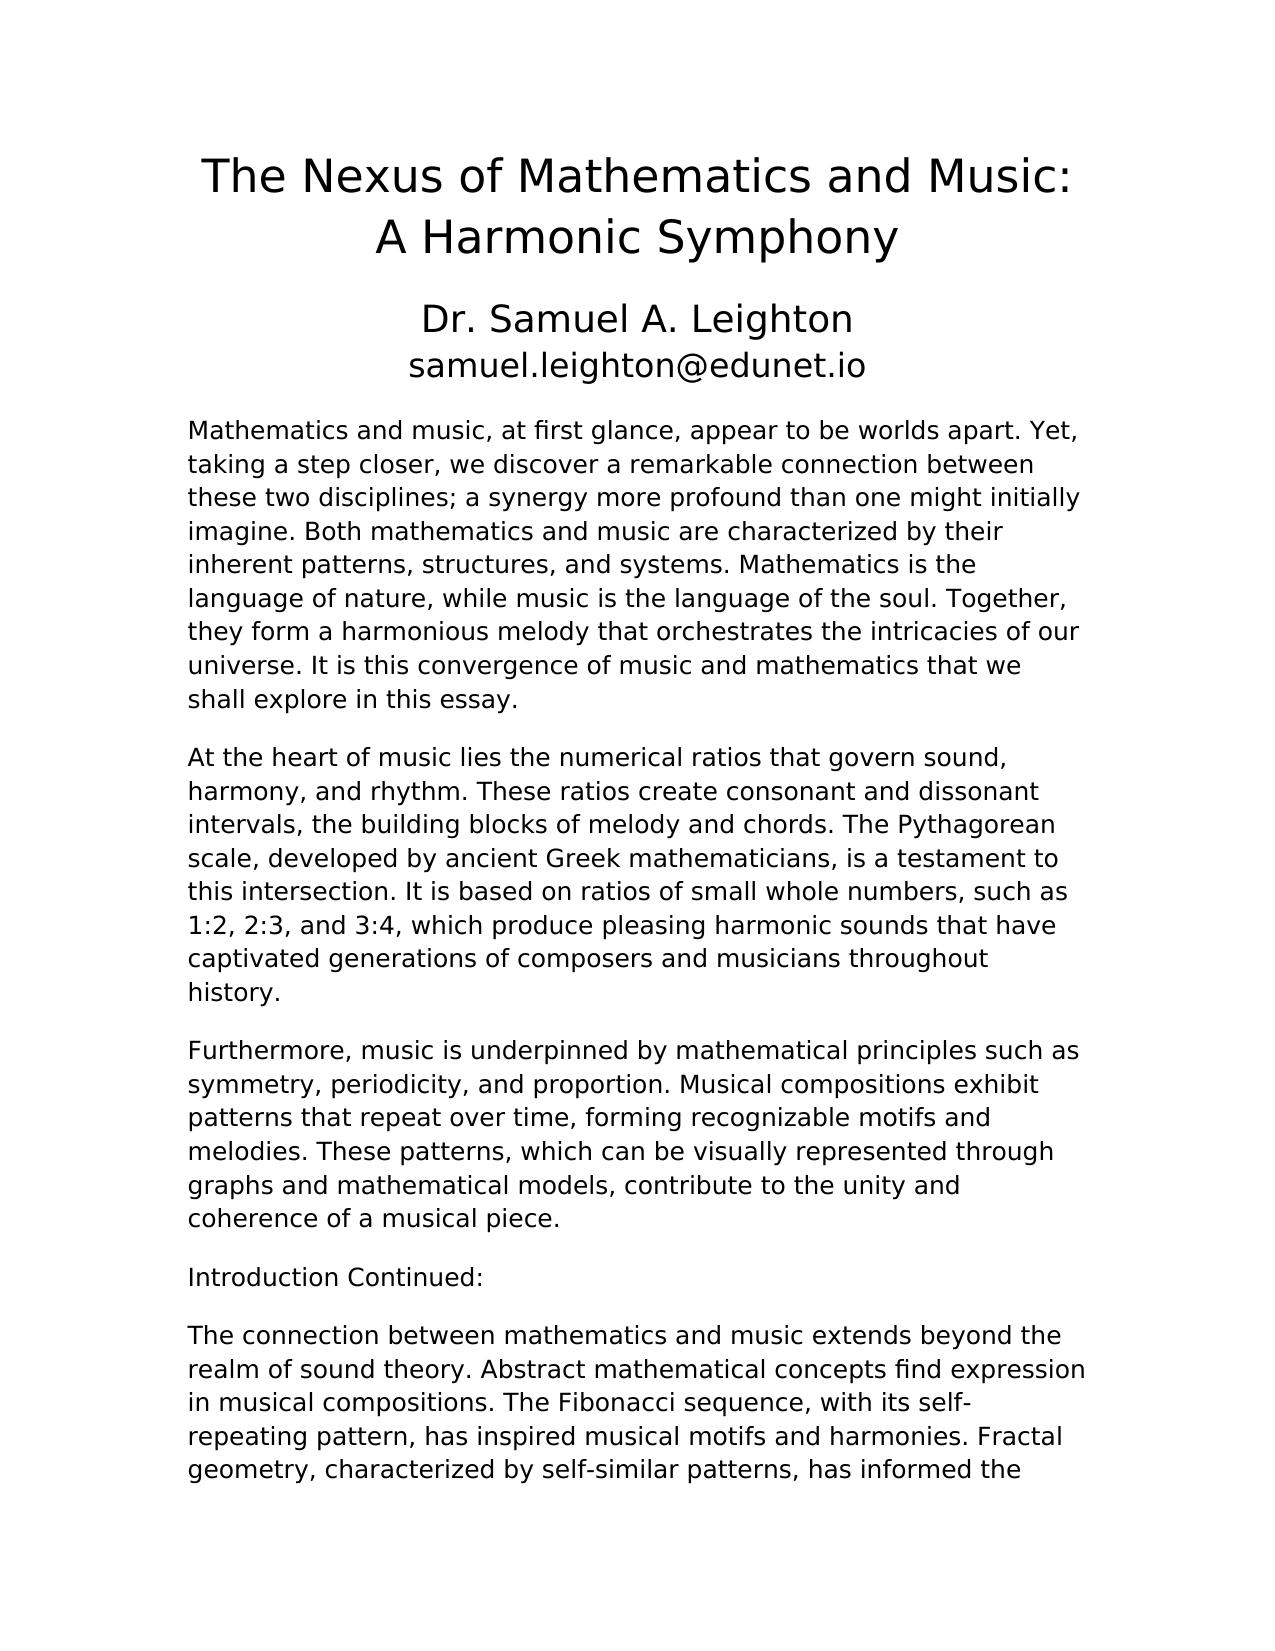 The Nexus of Mathematics and Music:
A Harmonic Symphony
Dr. Samuel A. Leighton
samuel.leighton@edunet.io
Mathematics and music, at first glance, appear to be worlds apart. Yet,
taking a step closer, we discover a remarkable connection between
these two disciplines; a synergy more profound than one might initially
imagine. Both mathematics and music are characterized by their
inherent patterns, structures, and systems. Mathematics is the
language of nature, while music is the language of the soul. Together,
they form a harmonious melody that orchestrates the intricacies of our
universe. It is this convergence of music and mathematics that we
shall explore in this essay.
At the heart of music lies the numerical ratios that govern sound,
harmony, and rhythm. These ratios create consonant and dissonant
intervals, the building blocks of melody and chords. The Pythagorean
scale, developed by ancient Greek mathematicians, is a testament to
this intersection. It is based on ratios of small whole numbers, such as
1:2, 2:3, and 3:4, which produce pleasing harmonic sounds that have
captivated generations of composers and musicians throughout
history.
Furthermore, music is underpinned by mathematical principles such as
symmetry, periodicity, and proportion. Musical compositions exhibit
patterns that repeat over time, forming recognizable motifs and
melodies. These patterns, which can be visually represented through
graphs and mathematical models, contribute to the unity and
coherence of a musical piece.
Introduction Continued:
The connection between mathematics and music extends beyond the
realm of sound theory. Abstract mathematical concepts find expression
in musical compositions. The Fibonacci sequence, with its self-
repeating pattern, has inspired musical motifs and harmonies. Fractal
geometry, characterized by self-similar patterns, has informed the